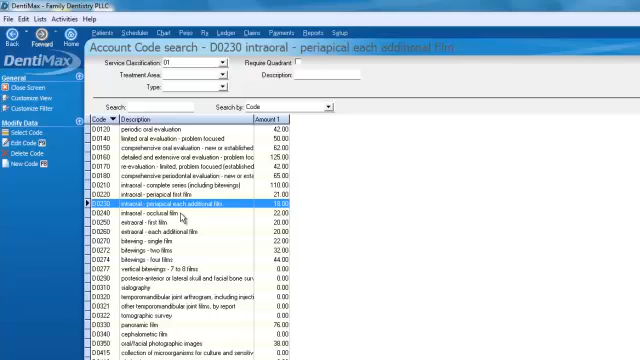 DentiMax - Family Dentistry PLLC
File Edit Lists Activities
Back Forward Home
Patients Scheduler Chart Perio Rx Ledger Claims Payments Reports Setup
Account Code search - D0230 intraoral - periapical each additional film
DentiMax
General
Close Screen
Customize View
Customize Filter
Modify Data
Select Code
Edit Code F9
Delete Code
New Code F8
Service Classification: 01 Require Quadrant:
Treatment Area: Description:
Type:
Search: Search by: Code
Code Description Amount 1
D0120 periodic oral evaluation 42.00
D0140 limited oral evaluation - problem focused 50.00
D0150 comprehensive oral evaluation - new or established 62.00
D0160 detailed and extensive oral evaluation - problem foc 125.00
D0170 re-evaluation - limited, problem focused (established 42.00
D0180 comprehensive periodontal evaluation - new or est 65.00
D0210 intraoral - complete series (including bitewings) 110.00
D0220 intraoral - periapical first film 21.00
D0230 intraoral - periapical each additional film 18.00
D0240 intraoral - occlusal film 22.00
D0250 extraoral - first film 22.00
D0260 extraoral - each additional film 20.00
D0270 bitewing - single film 22.00
D0272 bitewings - two films 32.00
D0274 bitewings - four films 44.00
D0277 vertical bitewings - 7 to 8 films 0.00
D0290 posterior-anterior or lateral skull and facial bone surv 0.00
D0310 sialography 0.00
D0320 temporomandibular joint arthrogram, including injection 0.00
D0321 other temporomandibular joint films, by report 0.00
D0322 tomographic survey 0.00
D0330 panoramic film 76.00
D0340 cephalometric film 0.00
D0350 oral/facial photographic images 38.00
D0415 collection of microorganisms for culture and sensitiv 0.00